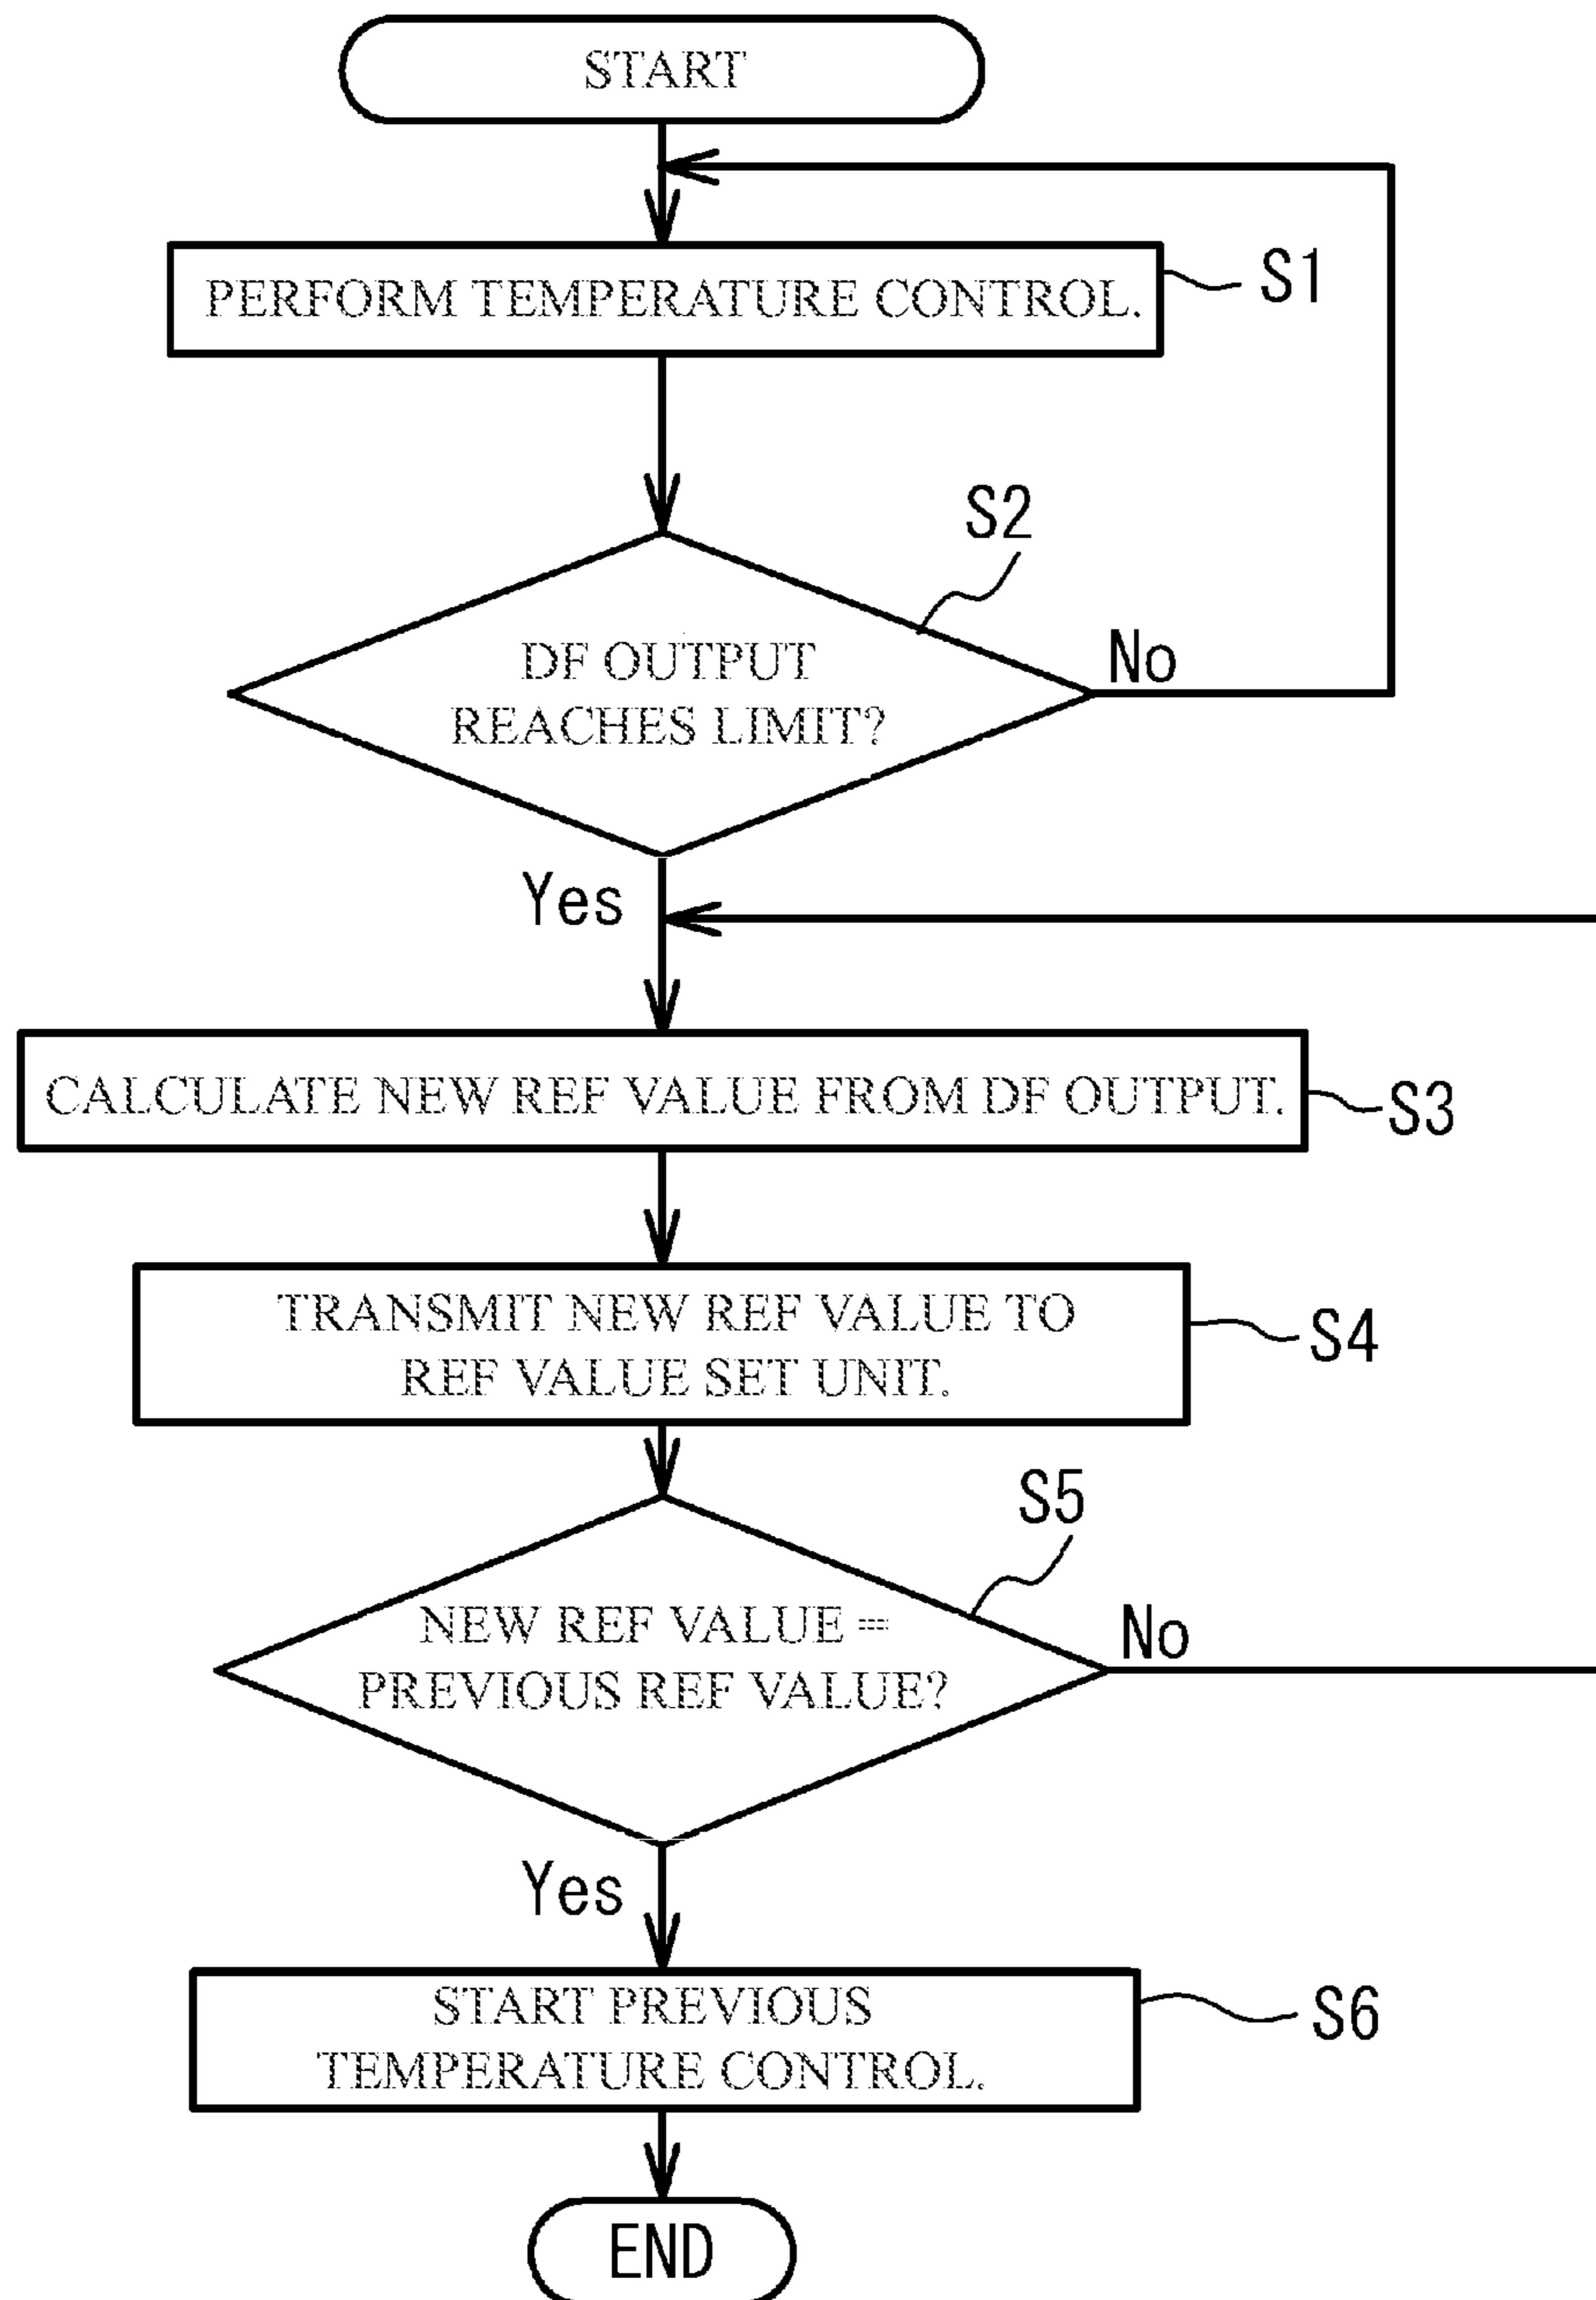 START
PERFORM TEMPERATURE CONTROL.
S1
S2
DF OUTPUT
REACHES LIMIT?
No
Yes
CALCULATE NEW REF VALUE FROM DF OUTPUT.
S3
TRANSMIT NEW REF VALUE TO
REF VALUE SET UNIT.
S4
S5
NEW REF VALUE =
PREVIOUS REF VALUE?
No
Yes
START PREVIOUS
TEMPERATURE CONTROL.
S6
END